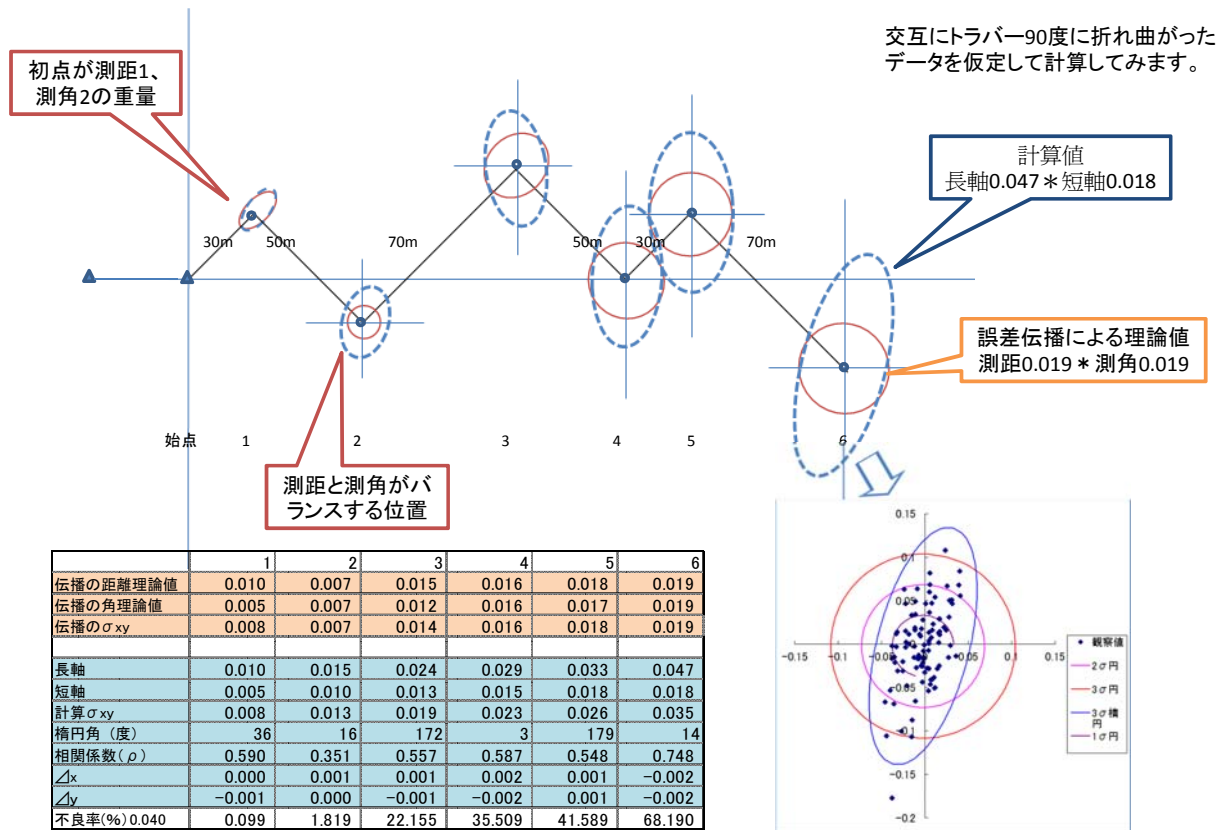 交互にトラバー90度に折れ曲がった
データを仮定して計算してみます。
初点が測距1、
測角2の重量
計算値
長軸0.047＊短軸0.018
30m 50m 70m 50m 30m 70m
誤差伝播による理論値
測距0.019＊測角0.019
始点 1 2 3 4 5 6
測距と測角がバ
ランスする位置
1 2 3 4 5 6
伝播の距離理論値 0.010 0.007 0.015 0.016 0.018 0.019
伝播の角理論値 0.005 0.007 0.012 0.016 0.017 0.019
伝播のσxy 0.008 0.007 0.014 0.016 0.018 0.019
長軸 0.010 0.015 0.024 0.029 0.033 0.047
短軸 0.005 0.010 0.013 0.015 0.018 0.018
計算σxy 0.008 0.013 0.019 0.023 0.026 0.035
楕円角（度） 36 16 172 3 179 14
相関係数(ρ) 0.590 0.351 0.557 0.587 0.548 0.748
⊿x 0.000 0.001 0.001 0.002 0.001 −0.002
⊿y −0.001 0.000 −0.001 −0.002 0.001 −0.002
不良率(%)0.040 0.099 1.819 22.155 35.509 41.589 68.190
0.15
0.1
0.05
0
-0.15 -0.1 -0.05 0 0.05 0.1 0.15
-0.05
-0.1
-0.15
-0.2
観察値
2σ円
3σ円
3σ楕
円
1σ円